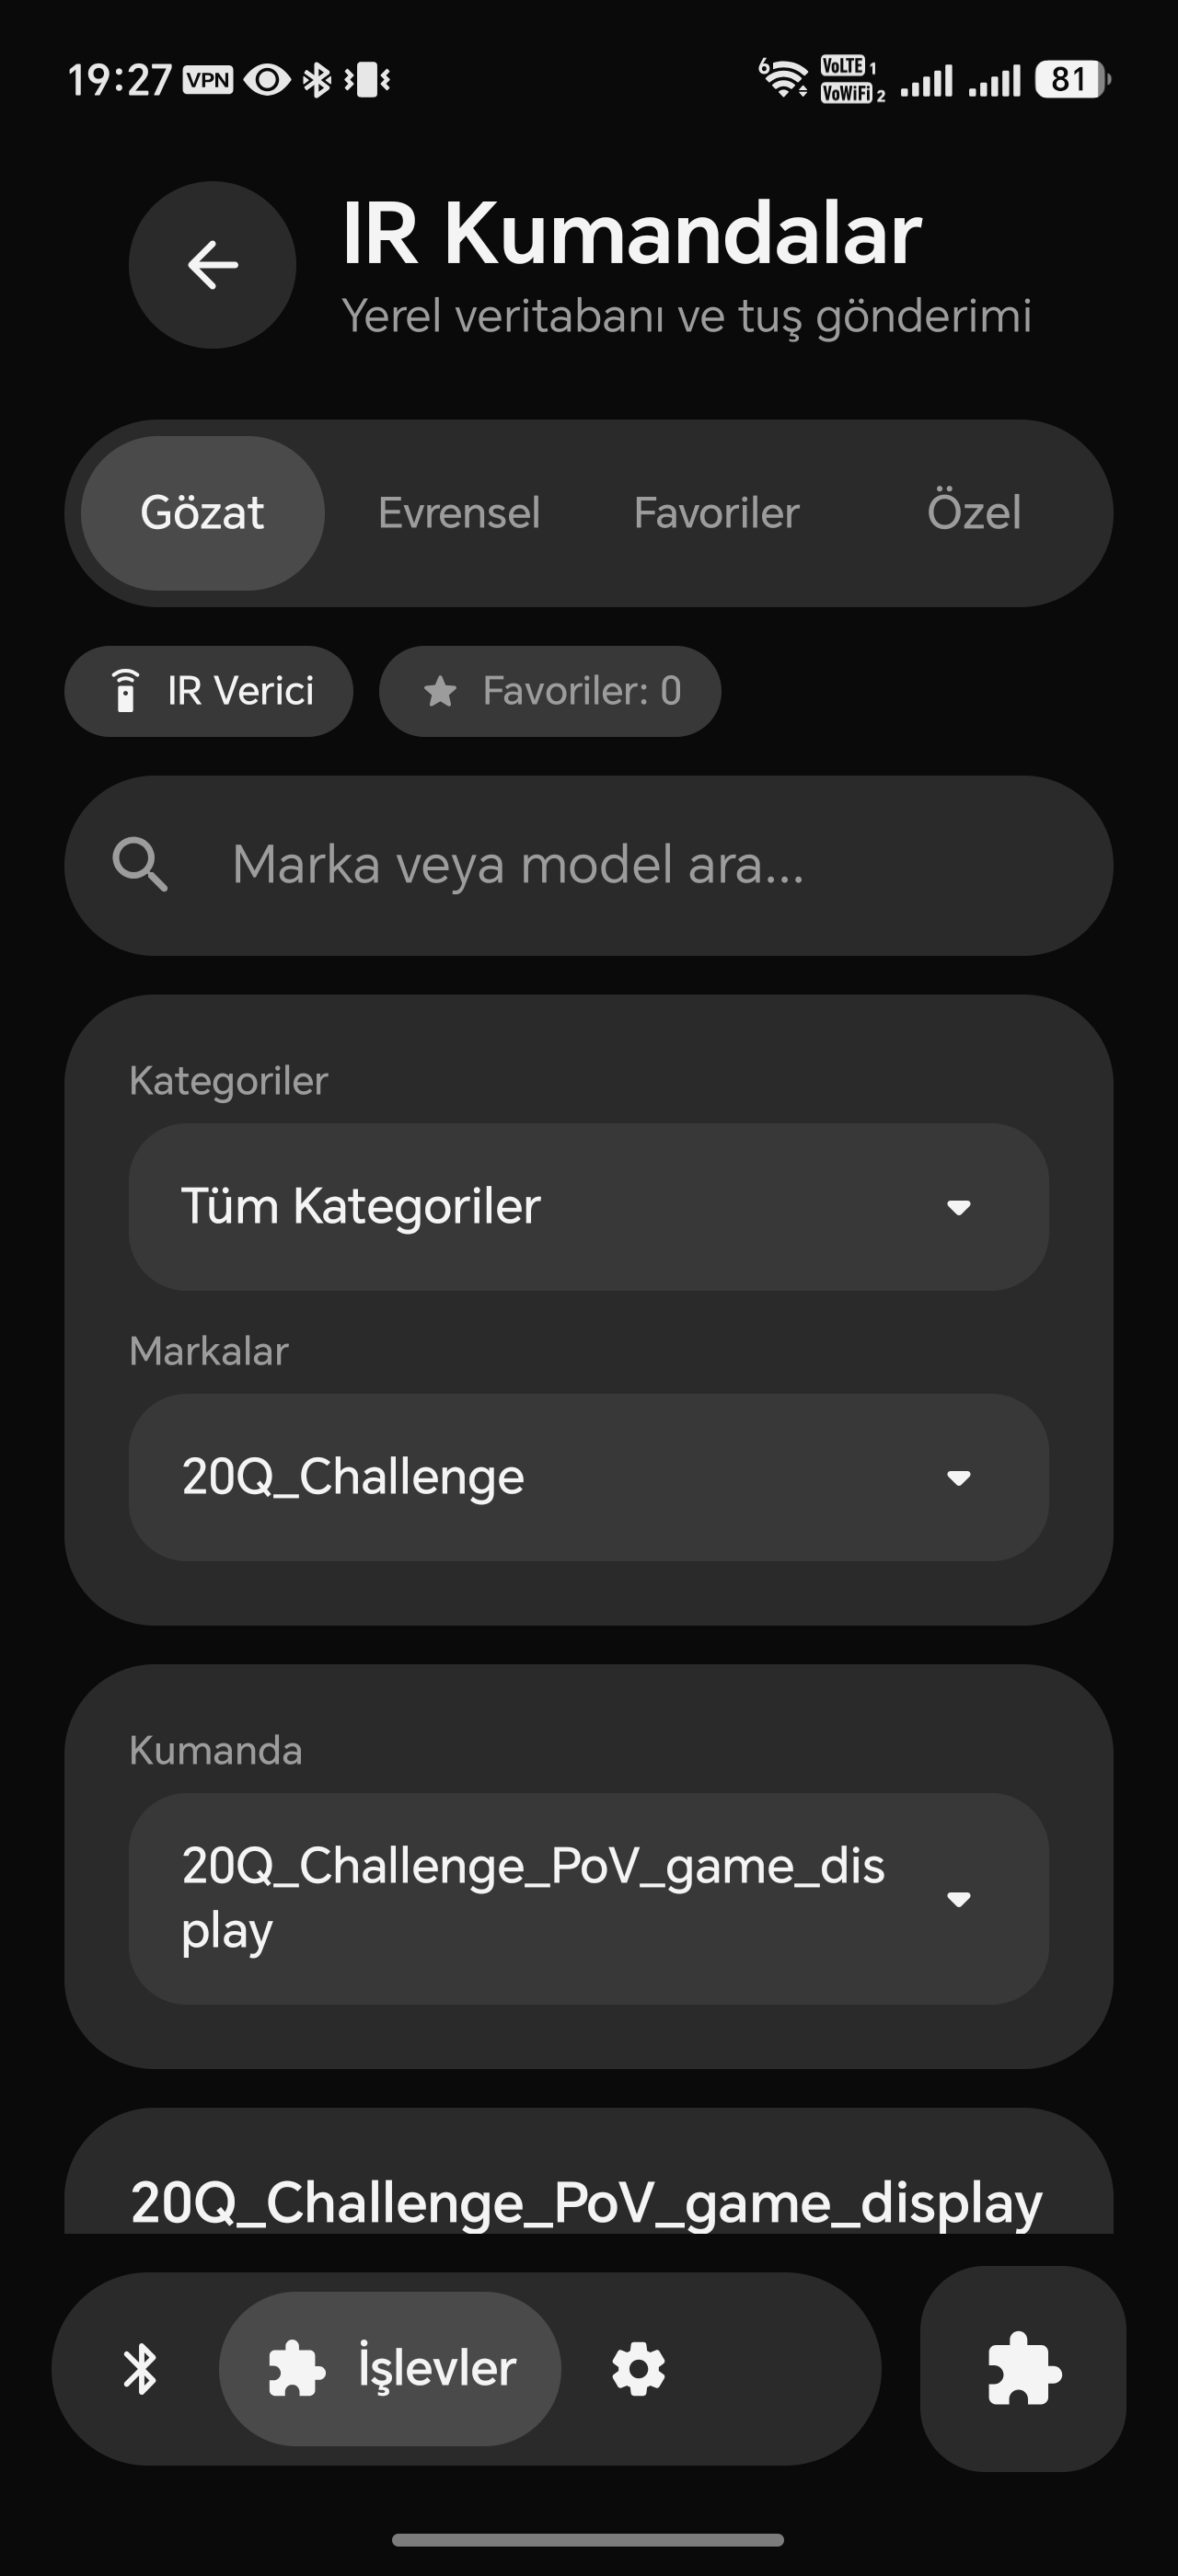 19:27 VPN 6 VoLTE 1 VoWiFi 2 81
IR Kumandalar
Yerel veritabanı ve tuş gönderimi
Gözat Evrensel Favoriler Özel
IR Verici Favoriler: 0
Marka veya model ara...
Kategoriler
Tüm Kategoriler
Markalar
20Q_Challenge
Kumanda
20Q_Challenge_PoV_game_dis
play
20Q_Challenge_PoV_game_display
İşlevler